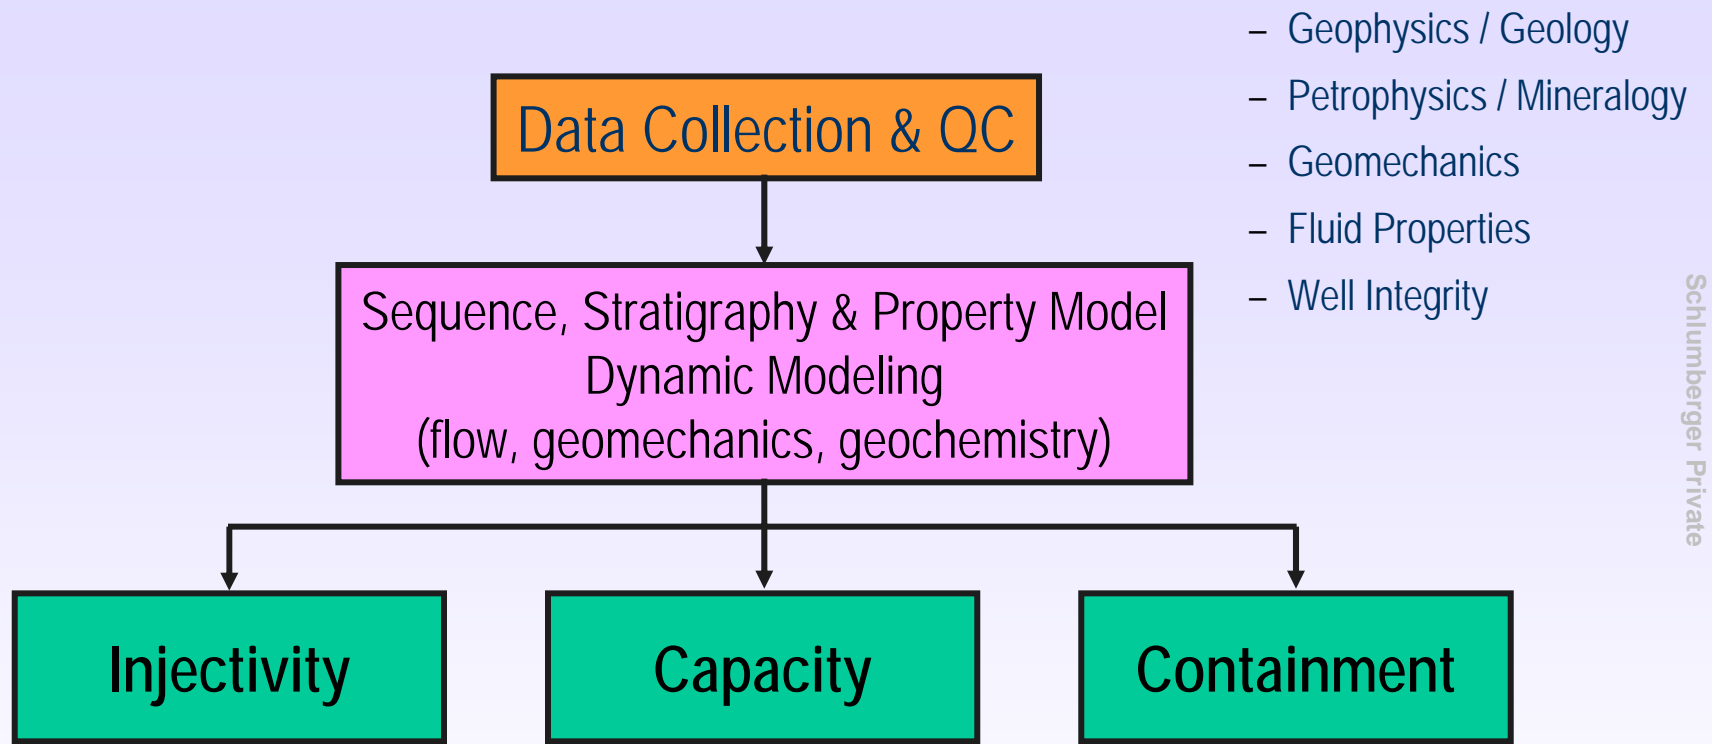 – Geophysics / Geology
– Petrophysics / Mineralogy
– Geomechanics
– Fluid Properties
– Well Integrity
Data Collection & QC
Sequence, Stratigraphy & Property Model
Dynamic Modeling
(flow, geomechanics, geochemistry)
Injectivity
Capacity
Containment
Schlumberger Private